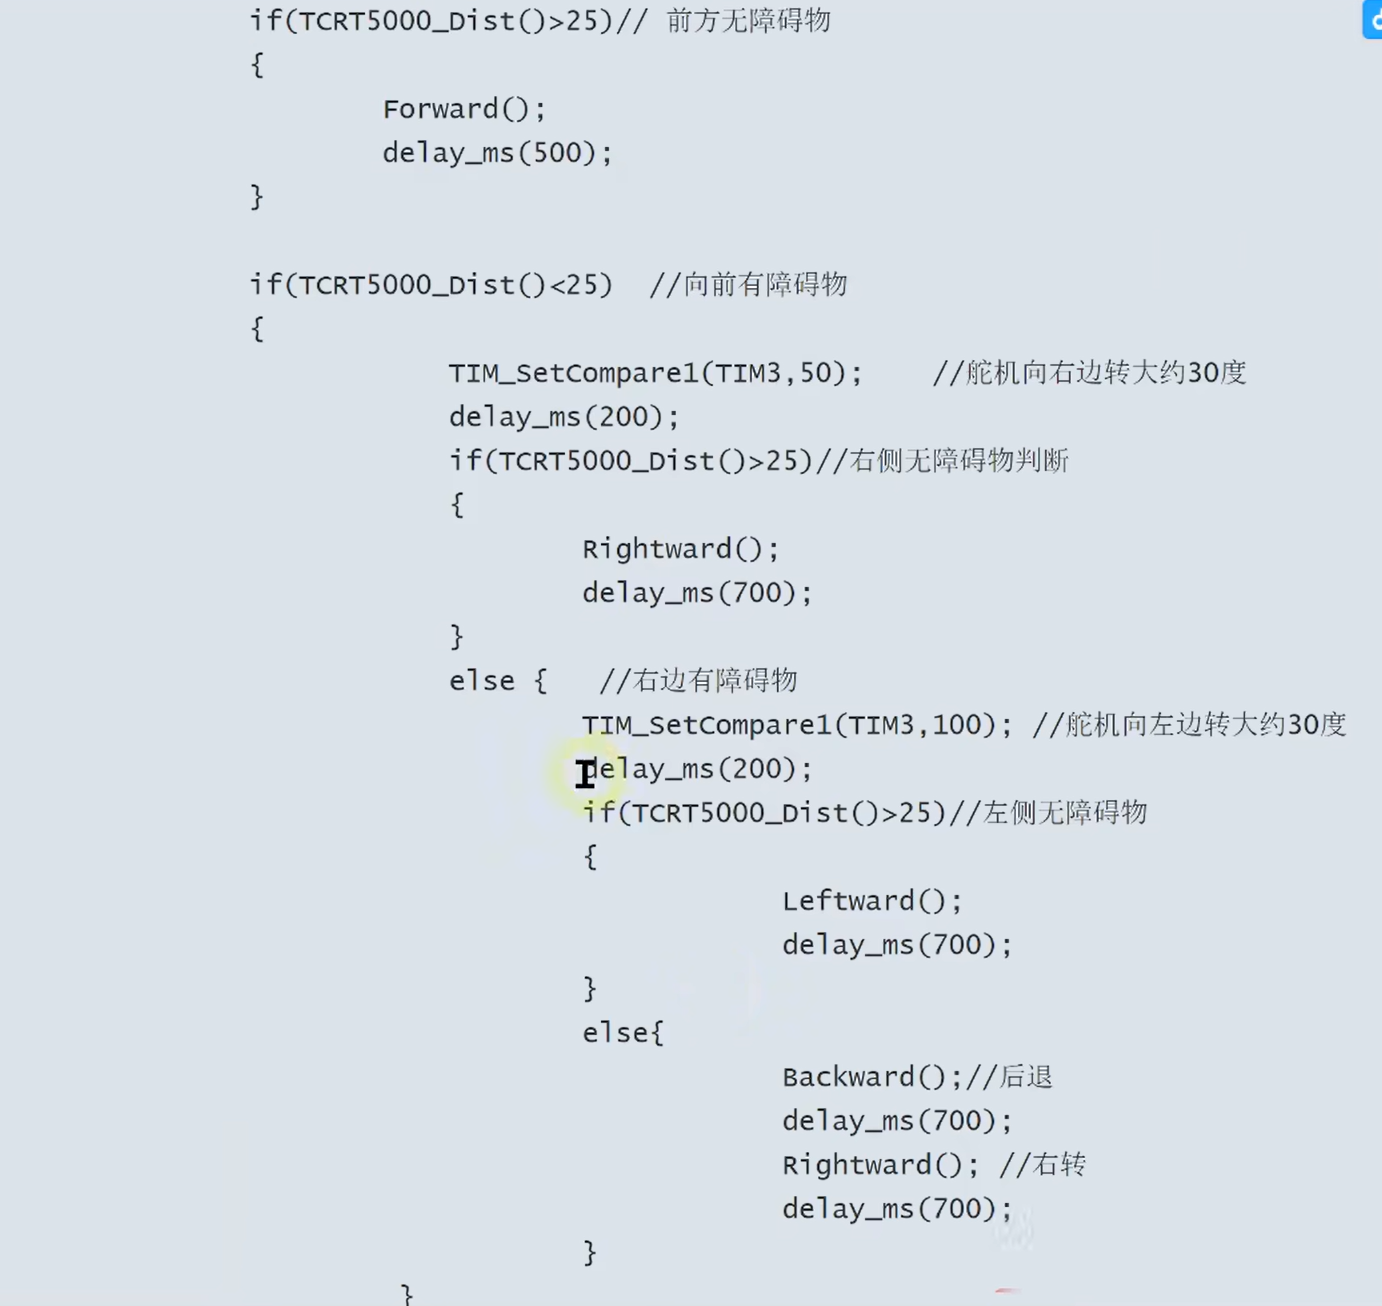 if(TCRT5000_Dist()>25)// 前方无障碍物
{
Forward();
delay_ms(500);
}
if(TCRT5000_Dist()<25)  //向前有障碍物
{
TIM_SetCompare1(TIM3,50);    //舵机向右边转大约30度
delay_ms(200);
if(TCRT5000_Dist()>25)//右侧无障碍物判断
{
Rightward();
delay_ms(700);
}
else {   //右边有障碍物
TIM_SetCompare1(TIM3,100); //舵机向左边转大约30度
delay_ms(200);
if(TCRT5000_Dist()>25)//左侧无障碍物
{
Leftward();
delay_ms(700);
}
else{
Backward();//后退
delay_ms(700);
Rightward(); //右转
delay_ms(700);
}
}